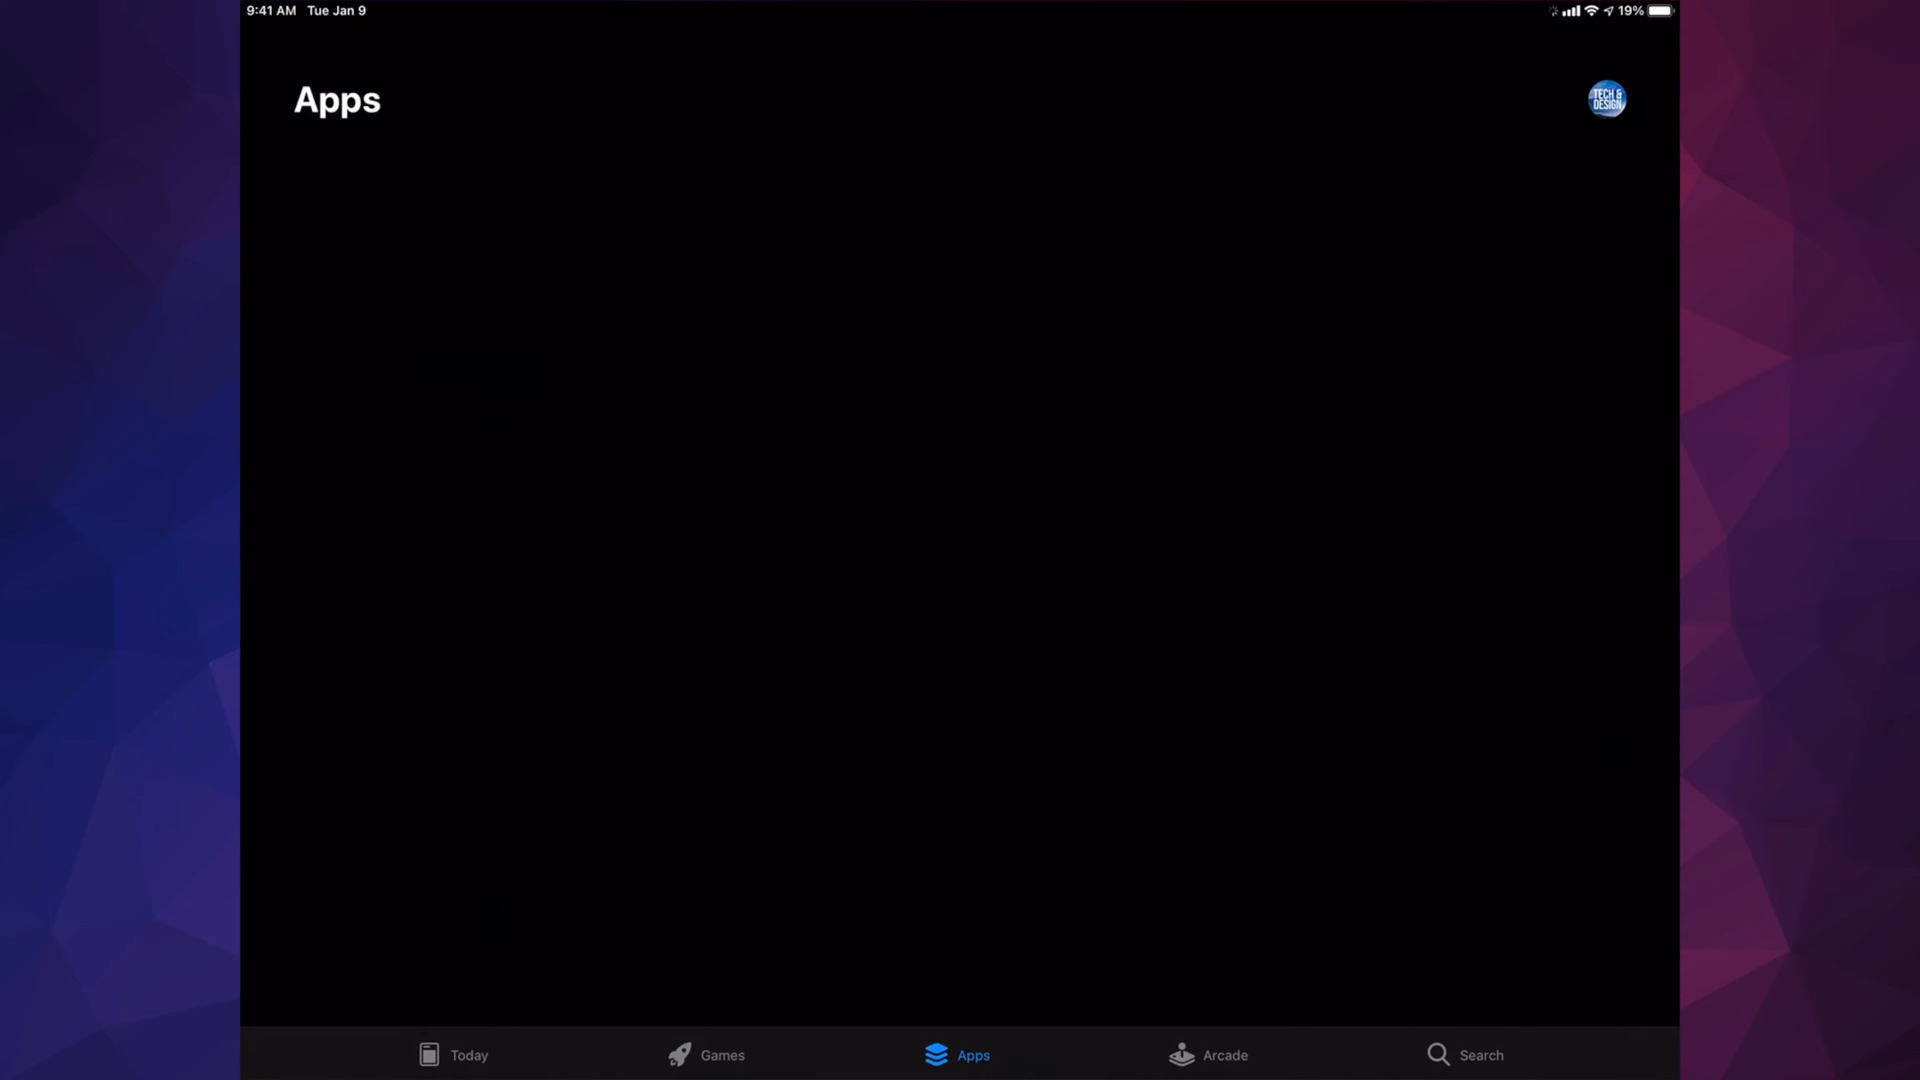 9:41 AM Tue Jan 9
19%
Apps
TECH &
DESIGN
Today
Games
Apps
Arcade
Search